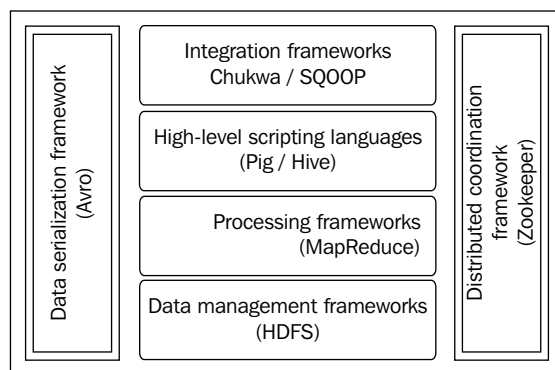 Data serialization framework
(Avro)
Integration frameworks
Chukwa / SQOOP
High-level scripting languages
(Pig / Hive)
Processing frameworks
(MapReduce)
Data management frameworks
(HDFS)
Distributed coordination
framework
(Zookeeper)